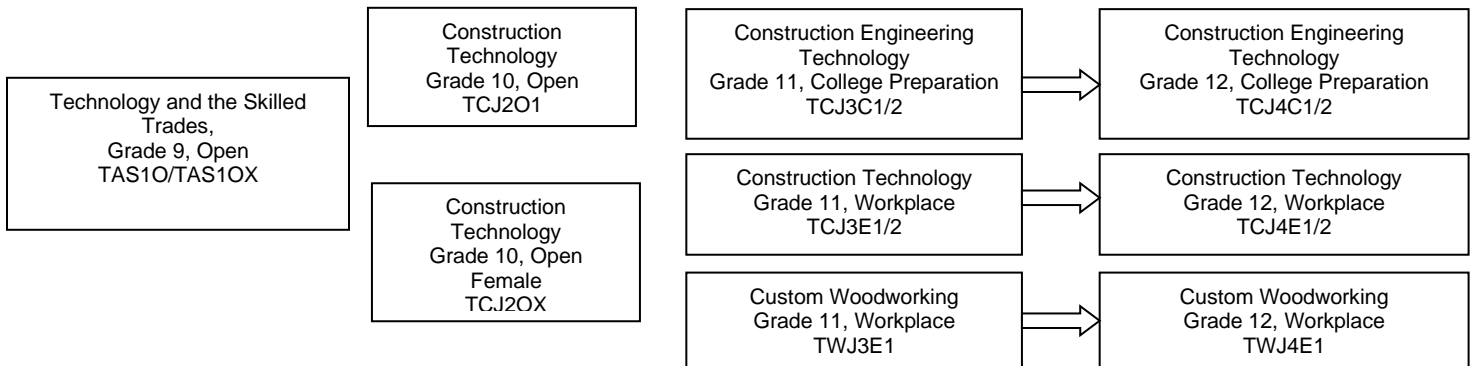 Technology and the Skilled
Trades,
Grade 9, Open
TAS1O/TAS1OX
Construction
Technology
Grade 10, Open
TCJ2O1
Construction
Technology
Grade 10, Open
Female
TCJ2OX
Construction Engineering
Technology
Grade 11, College Preparation
TCJ3C1/2
Construction Engineering
Technology
Grade 12, College Preparation
TCJ4C1/2
Construction Technology
Grade 11, Workplace
TCJ3E1/2
Construction Technology
Grade 12, Workplace
TCJ4E1/2
Custom Woodworking
Grade 11, Workplace
TWJ3E1
Custom Woodworking
Grade 12, Workplace
TWJ4E1